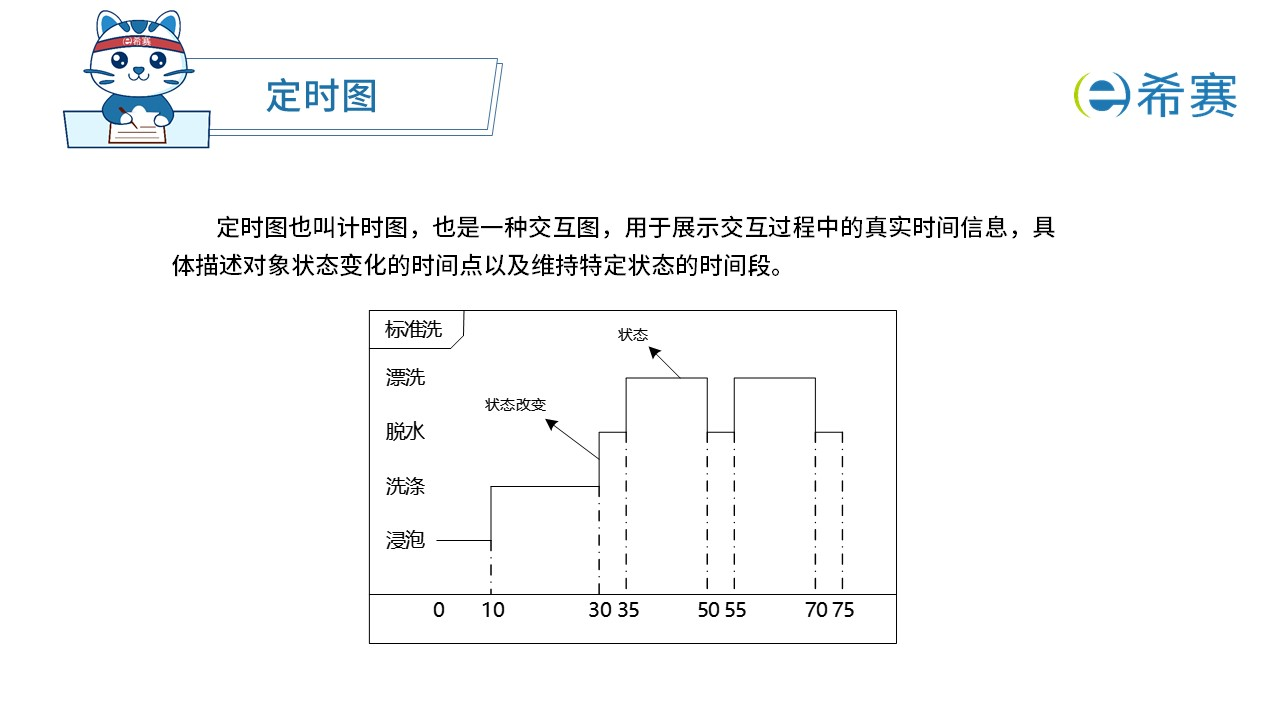 希赛
定时图
希赛
定时图也叫计时图，也是一种交互图，用于展示交互过程中的真实时间信息，具
体描述对象状态变化的时间点以及维持特定状态的时间段。
标准洗
状态
漂洗
状态改变
脱水
洗涤
浸泡
0 10 30 35 50 55 70 75